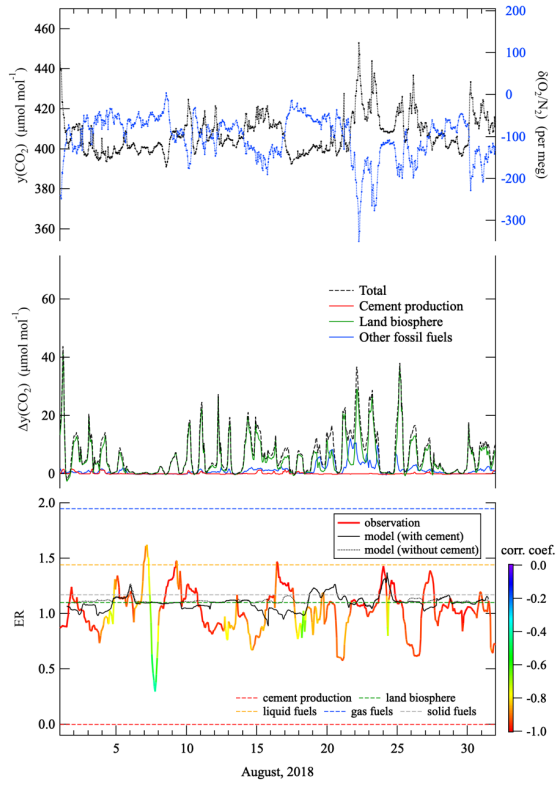 460
440
420
400
380
360
y(CO₂) (μmol mol⁻¹)
200
100
0
-100
-200
-300
δ(O₂/N₂) (per meg)
60
40
20
0
Δy(CO₂) (μmol mol⁻¹)
Total
Cement production
Land biosphere
Other fossil fuels
2.0
1.5
1.0
0.5
0.0
ER
observation
model (with cement)
model (without cement)
cement production
land biosphere
liquid fuels
gas fuels
solid fuels
corr. coef.
0.0
-0.2
-0.4
-0.6
-0.8
-1.0
5
10
15
20
25
30
August, 2018